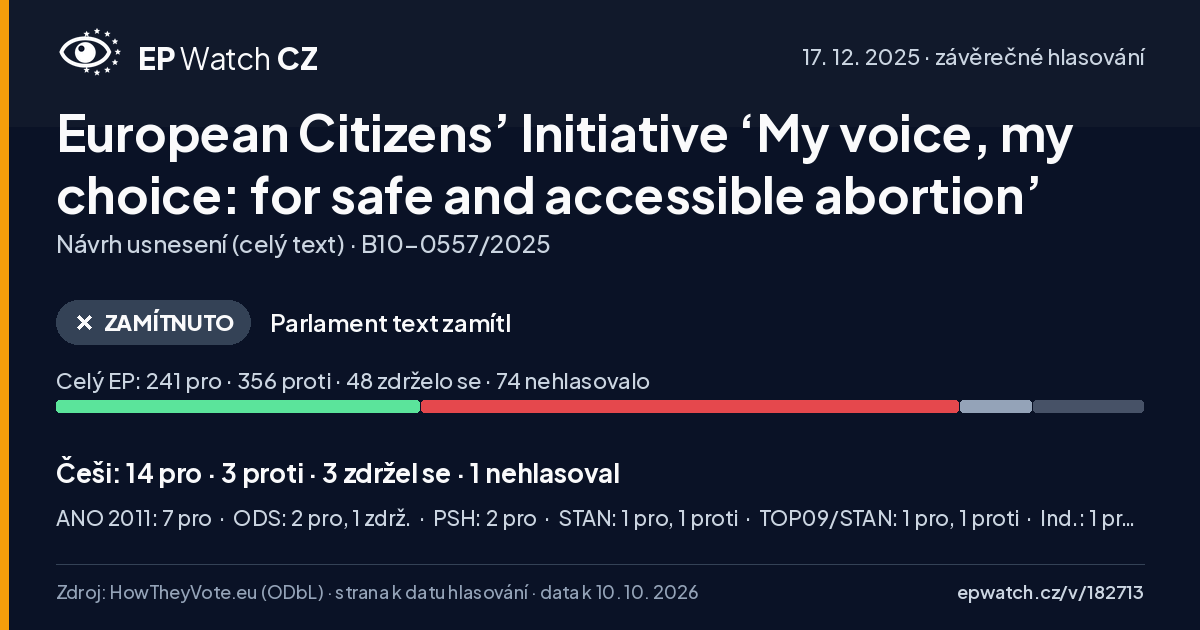 EP Watch CZ
17. 12. 2025 · závěrečné hlasování
European Citizens’ Initiative ‘My voice, my
choice: for safe and accessible abortion’
Návrh usnesení (celý text) · B10–0557/2025
✕ ZAMÍTNUTO
Parlament text zamítl
Celý EP: 241 pro · 356 proti · 48 zdrželo se · 74 nehlasovalo
Češi: 14 pro · 3 proti · 3 zdržel se · 1 nehlasoval
ANO 2011: 7 pro · ODS: 2 pro, 1 zdrž. · PSH: 2 pro · STAN: 1 pro, 1 proti · TOP09/STAN: 1 pro, 1 proti · Ind.: 1 pr…
Zdroj: HowTheyVote.eu (ODbL) · strana k datu hlasování · data k 10. 10. 2026
epwatch.cz/v/182713